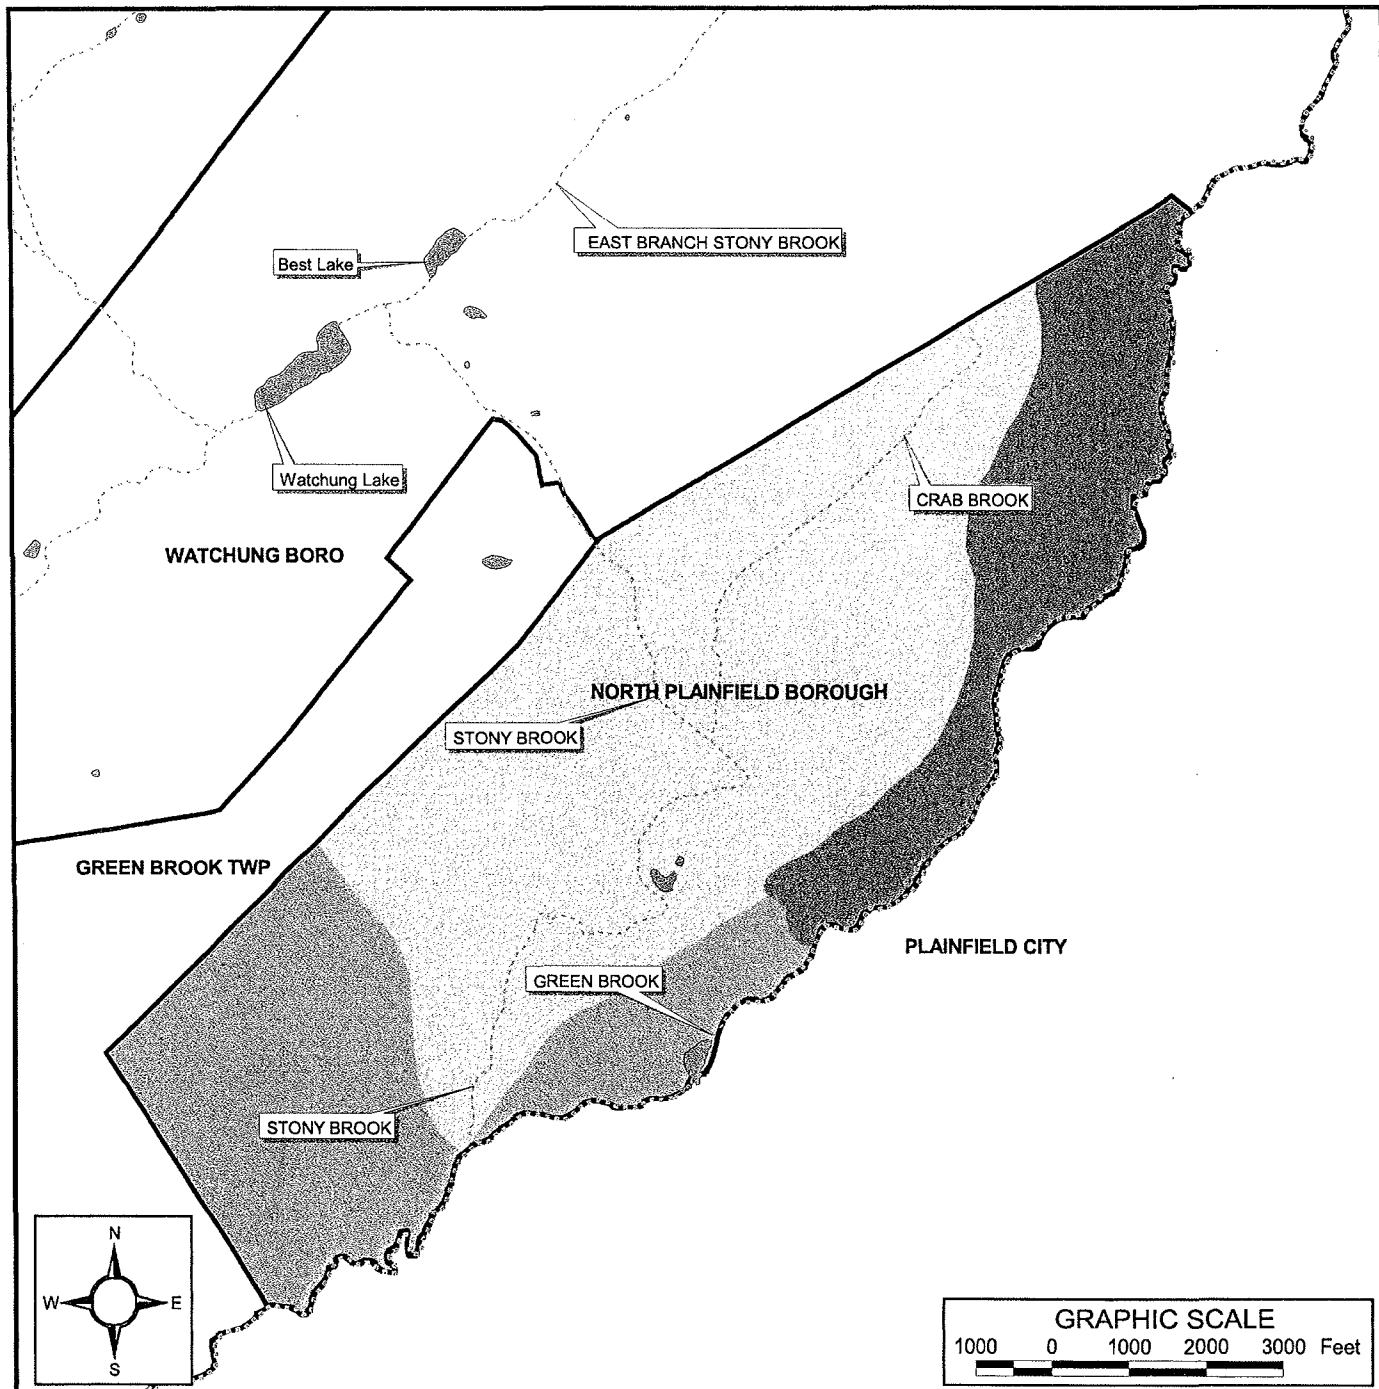 EAST BRANCH STONY BROOK
Best Lake
Watchung Lake
CRAB BROOK
WATCHUNG BORO
NORTH PLAINFIELD BOROUGH
STONY BROOK
GREEN BROOK TWP
PLAINFIELD CITY
GREEN BROOK
STONY BROOK
N
W E
S
GRAPHIC SCALE
1000 0 1000 2000 3000 Feet